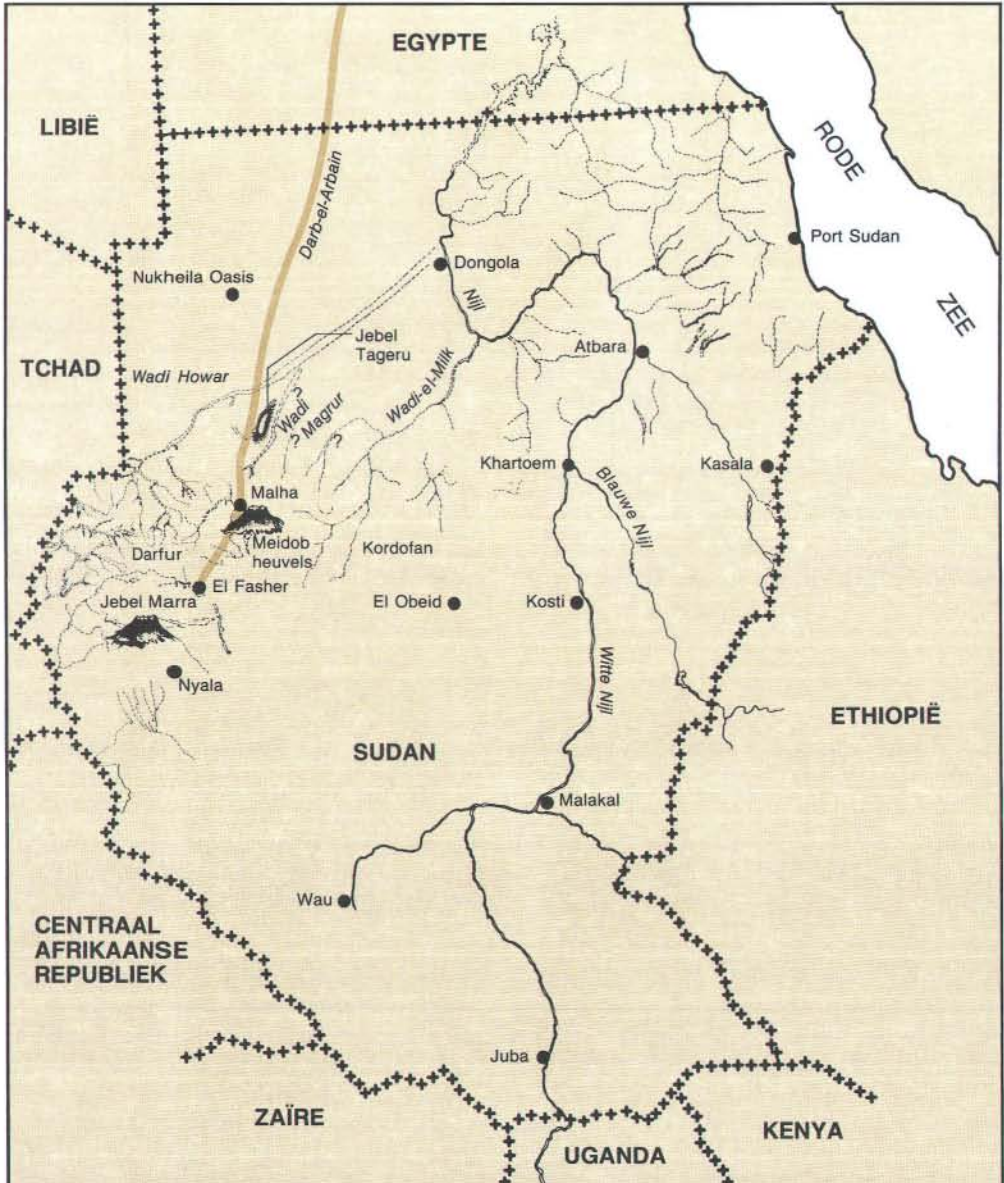 EGYPTE
LIBIË
RODE
ZEE
Darb-el-Arbain
Port Sudan
Dongola
Nukheila Oasis
Nijl
Jebel
Tageru
Atbara
TCHAD
Wadi Howar
Wadi-el-Milk
?
Wadi
? Magrur
?
Khartoem
Kasala
Blauwe Nijl
Malha
Meidob
heuvels
Darfur
Kordofan
El Fasher
Jebel Marra
El Obeid
Kosti
Nyala
Witte Nijl
ETHIOPIË
SUDAN
Malakal
Wau
CENTRAAL
AFRIKAANSE
REPUBLIEK
Juba
ZAÏRE
KENYA
UGANDA